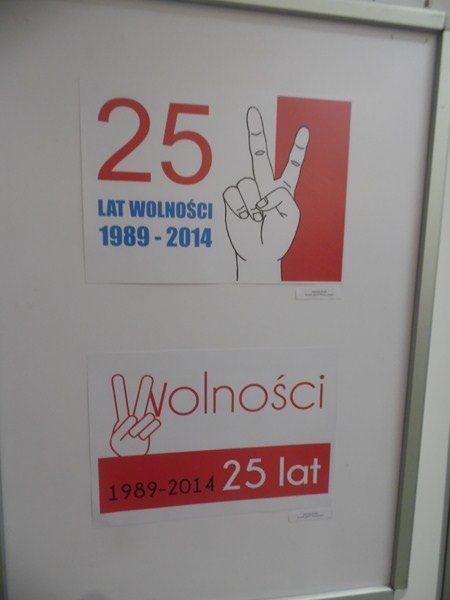 25
LAT WOLNOŚCI
1989 - 2014
Wolności
1989-2014 25 lat